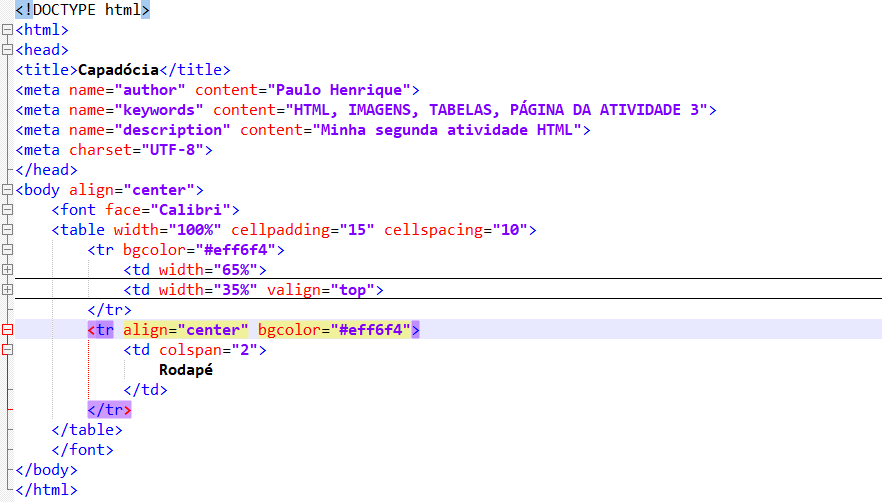 <!DOCTYPE html>
<html>
<head>
<title>Capadócia</title>
<meta name="author" content="Paulo Henrique">
<meta name="keywords" content="HTML, IMAGENS, TABELAS, PÁGINA DA ATIVIDADE 3">
<meta name="description" content="Minha segunda atividade HTML">
<meta charset="UTF-8">
</head>
<body align="center">
<font face="Calibri">
<table width="100%" cellpadding="15" cellspacing="10">
<tr bgcolor="#eff6f4">
<td width="65%">
<td width="35%" valign="top">
</tr>
<tr align="center" bgcolor="#eff6f4">
<td colspan="2">
Rodapé
</td>
</tr>
</table>
</font>
</body>
</html>